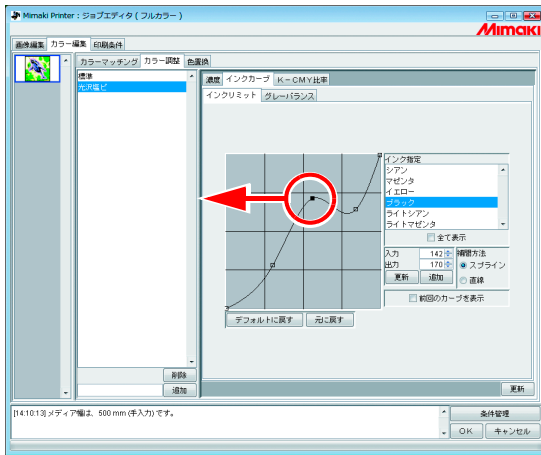 Mimaki Printer : ジョブエディタ ( フルカラー )
Mimaki
画像編集 カラー編集 印刷条件
カラーマッチング カラー調整 色置換
標準
光沢塩ビ
濃度 インクカーブ K－CMY比率
インクリミット グレーバランス
インク指定
シアン
マゼンタ
イエロー
ブラック
ライトシアン
ライトマゼンタ
全て表示
入力 142
出力 170
更新 追加
補間方法
スプライン
直線
前回のカーブを表示
デフォルトに戻す 元に戻す
削除
追加
更新
[14:10:13] メディア幅は、500 mm (手入力) です。
条件管理
OK キャンセル